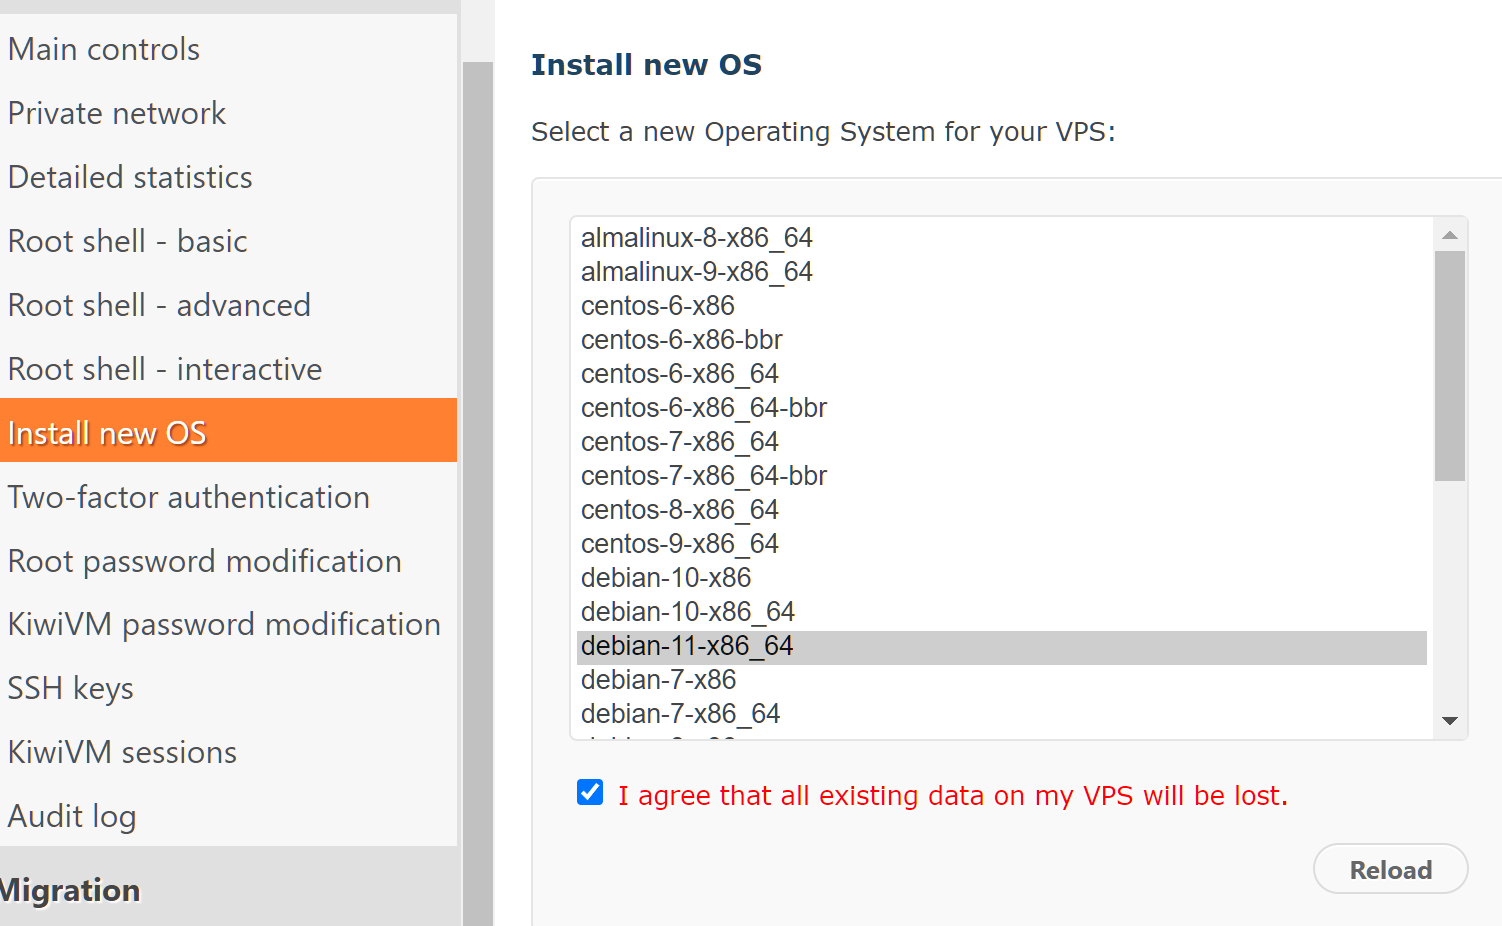 Main controls
Private network
Detailed statistics
Root shell - basic
Root shell - advanced
Root shell - interactive
Install new OS
Two-factor authentication
Root password modification
KiwiVM password modification
SSH keys
KiwiVM sessions
Audit log
Migration
Install new OS
Select a new Operating System for your VPS:
almalinux-8-x86_64
almalinux-9-x86_64
centos-6-x86
centos-6-x86-bbr
centos-6-x86_64
centos-6-x86_64-bbr
centos-7-x86_64
centos-7-x86_64-bbr
centos-8-x86_64
centos-9-x86_64
debian-10-x86
debian-10-x86_64
debian-11-x86_64
debian-7-x86
debian-7-x86_64
I agree that all existing data on my VPS will be lost.
Reload